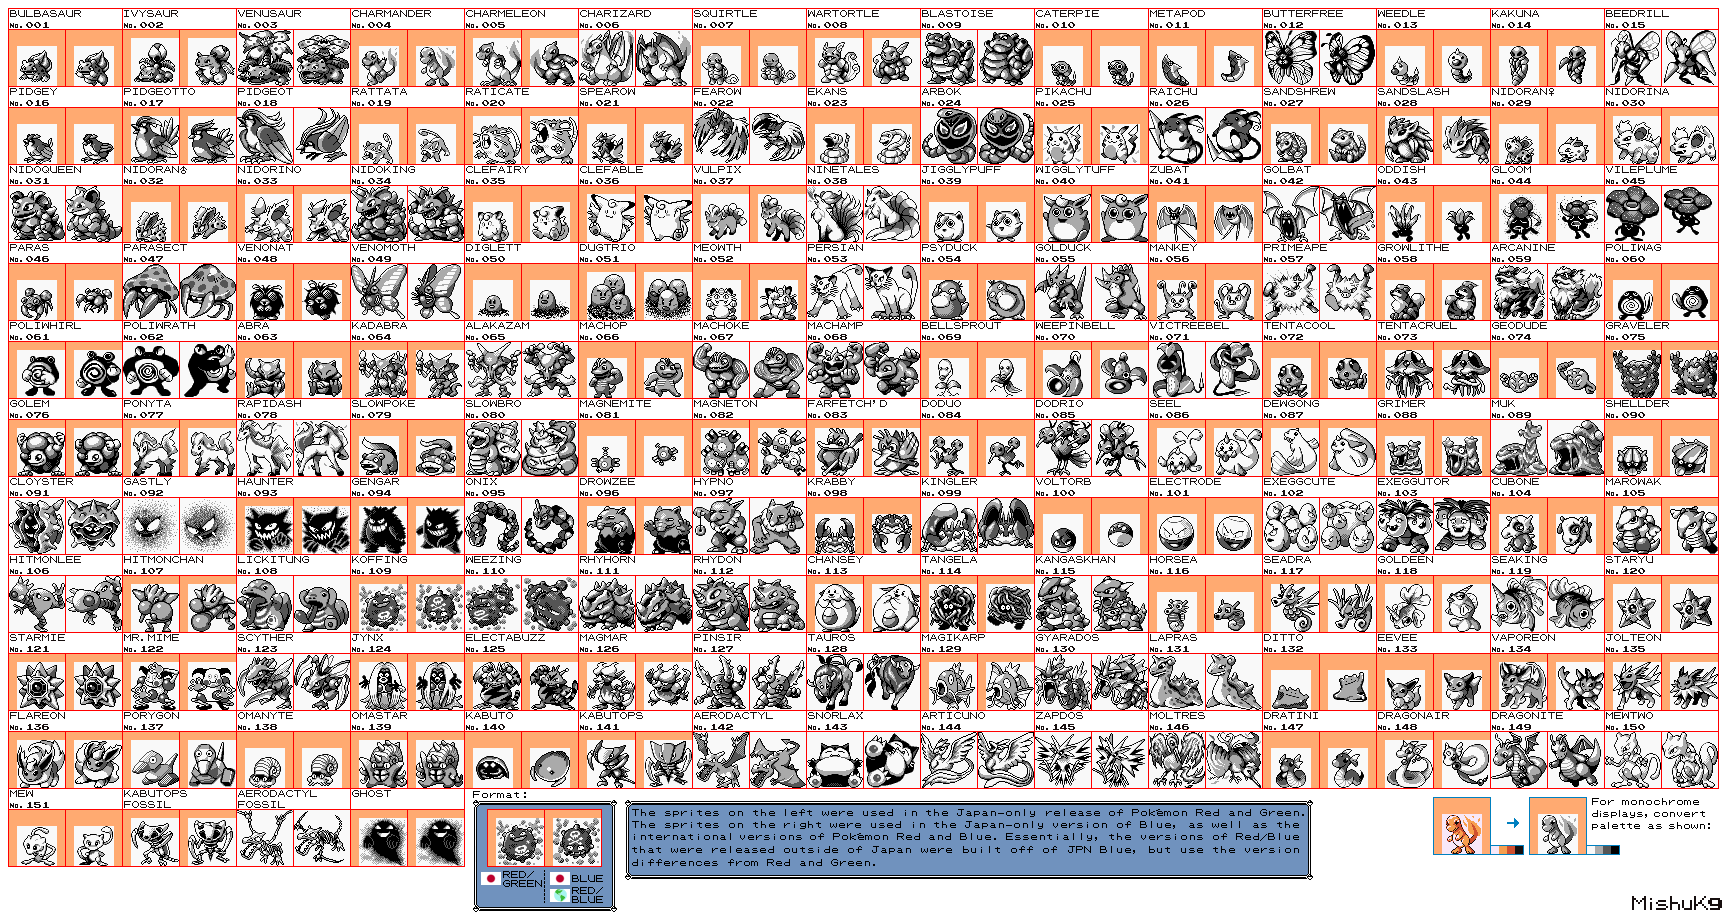 BULBASAUR IVYSAUR VENUSAUR CHARMANDER CHARMELEON CHARIZARD SQUIRTLE WARTORTLE BLASTOISE CATERPIE METAPOD BUTTERFREE WEEDLE KAKUNA BEEDRILL
No.001 No.002 No.003 No.004 No.005 No.006 No.007 No.008 No.009 No.010 No.011 No.012 No.013 No.014 No.015
PIDGEY PIDGEOTTO PIDGEOT RATTATA RATICATE SPEAROW FEAROW EKANS ARBOK PIKACHU RAICHU SANDSHREW SANDSLASH NIDORAN♀ NIDORINA
No.016 No.017 No.018 No.019 No.020 No.021 No.022 No.023 No.024 No.025 No.026 No.027 No.028 No.029 No.030
NIDOQUEEN NIDORAN♂ NIDORINO NIDOKING CLEFAIRY CLEFABLE VULPIX NINETALES JIGGLYPUFF WIGGLYTUFF ZUBAT GOLBAT ODDISH GLOOM VILEPLUME
No.031 No.032 No.033 No.034 No.035 No.036 No.037 No.038 No.039 No.040 No.041 No.042 No.043 No.044 No.045
PARAS PARASECT VENONAT VENOMOTH DIGLETT DUGTRIO MEOWTH PERSIAN PSYDUCK GOLDUCK MANKEY PRIMEAPE GROWLITHE ARCANINE POLIWAG
No.046 No.047 No.048 No.049 No.050 No.051 No.052 No.053 No.054 No.055 No.056 No.057 No.058 No.059 No.060
POLIWHIRL POLIWRATH ABRA KADABRA ALAKAZAM MACHOP MACHOKE MACHAMP BELLSPROUT WEEPINBELL VICTREEBEL TENTACOOL TENTACRUEL GEODUDE GRAVELER
No.061 No.062 No.063 No.064 No.065 No.066 No.067 No.068 No.069 No.070 No.071 No.072 No.073 No.074 No.075
GOLEM PONYTA RAPIDASH SLOWPOKE SLOWBRO MAGNEMITE MAGNETON FARFETCH'D DODUO DODRIO SEEL DEWGONG GRIMER MUK SHELLDER
No.076 No.077 No.078 No.079 No.080 No.081 No.082 No.083 No.084 No.085 No.086 No.087 No.088 No.089 No.090
CLOYSTER GASTLY HAUNTER GENGAR ONIX DROWZEE HYPNO KRABBY KINGLER VOLTORB ELECTRODE EXEGGCUTE EXEGGUTOR CUBONE MAROWAK
No.091 No.092 No.093 No.094 No.095 No.096 No.097 No.098 No.099 No.100 No.101 No.102 No.103 No.104 No.105
HITMONLEE HITMONCHAN LICKITUNG KOFFING WEEZING RHYHORN RHYDON CHANSEY TANGELA KANGASKHAN HORSEA SEADRA GOLDEEN SEAKING STARYU
No.106 No.107 No.108 No.109 No.110 No.111 No.112 No.113 No.114 No.115 No.116 No.117 No.118 No.119 No.120
STARMIE MR.MIME SCYTHER JYNX ELECTABUZZ MAGMAR PINSIR TAUROS MAGIKARP GYARADOS LAPRAS DITTO EEVEE VAPOREON JOLTEON
No.121 No.122 No.123 No.124 No.125 No.126 No.127 No.128 No.129 No.130 No.131 No.132 No.133 No.134 No.135
FLAREON PORYGON OMANYTE OMASTAR KABUTO KABUTOPS AERODACTYL SNORLAX ARTICUNO ZAPDOS MOLTRES DRATINI DRAGONAIR DRAGONITE MEWTWO
No.136 No.137 No.138 No.139 No.140 No.141 No.142 No.143 No.144 No.145 No.146 No.147 No.148 No.149 No.150
MEW KABUTOPS AERODACTYL GHOST
No.151 FOSSIL FOSSIL
Format:
RED/
GREEN
BLUE
RED/
BLUE
The sprites on the left were used in the Japan-only release of Pokémon Red and Green.
The sprites on the right were used in the Japan-only version of Blue, as well as the
international versions of Pokémon Red and Blue. Essentially, the versions of Red/Blue
that were released outside of Japan were built off of JPN Blue, but use the version
differences from Red and Green.
For monochrome
displays, convert
palette as shown:
MishuK9